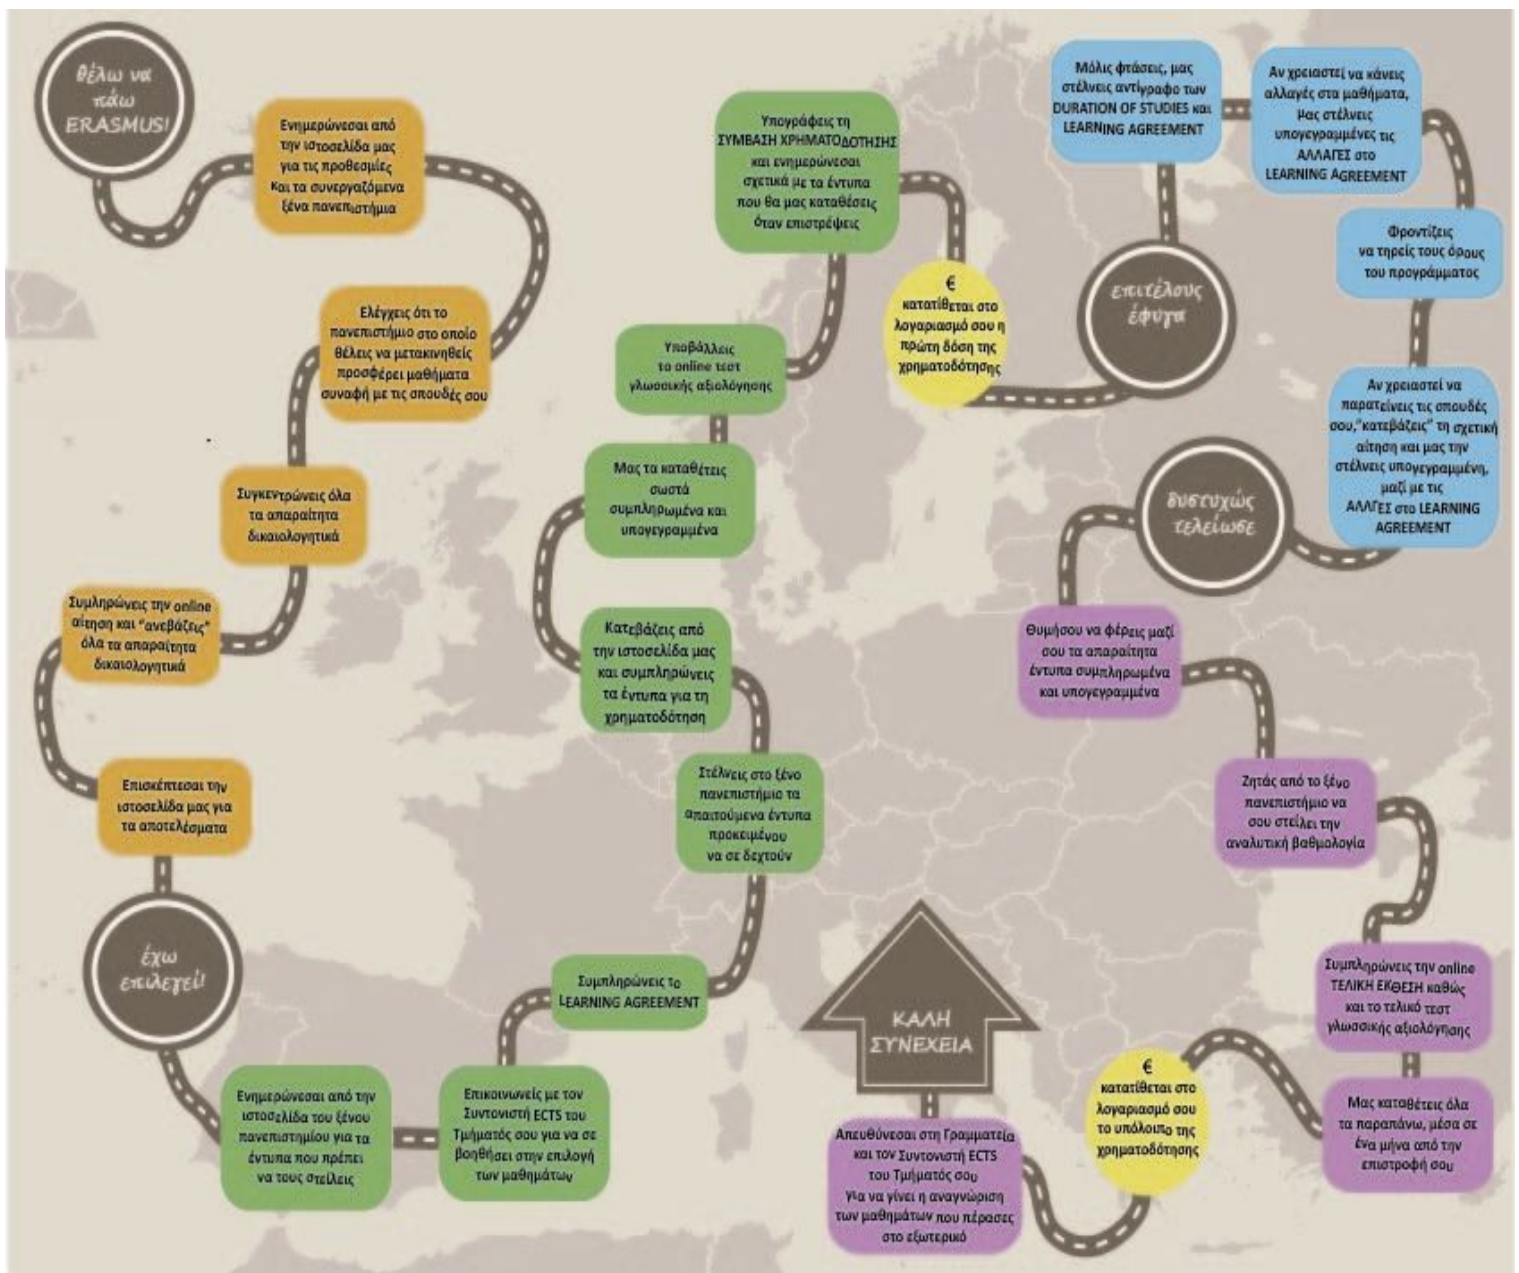 θέλω να
πάω
ERASMUS!
Ενημερώνεσαι από
την ιστοσελίδα μας
για τις προθεσμίες
και τα συνεργαζόμενα
ξένα πανεπιστήμια
Ελέγχεις ότι το
πανεπιστήμιο στο οποίο
θέλεις να μετακινηθείς
προσφέρει μαθήματα
συναφή με τις σπουδές σου
Συγκεντρώνεις όλα
τα απαραίτητα
δικαιολογητικά
Συμληρώνεις την online
αίτηση και "ανεβάζεις"
όλα τα απαραίτητα
δικαιολογητικά
Επισκέπτεσαι την
ιστοσελίδα μας για
τα αποτελέσματα
έχω
επιλεγεί!
Ενημερώνεσαι από την
ιστοσελίδα του ξένου
πανεπιστημίου για τα
έντυπα που πρέπει
να τους στείλεις
Επικοινωνείς με τον
Συντονιστή ECTS του
Τμήματός σου για να σε
βοηθήσει στην επιλογή
των μαθημάτων
Συμπληρώνεις το
LEARNING AGREEMENT
Στέλνεις στο ξένο
πανεπιστήμιο τα
απαιτούμενα έντυπα
προκειμένου
να σε δεχτούν
Κατεβάζεις από
την ιστοσελίδα μας
και συμπληρώνεις
τα έντυπα για τη
χρηματοδότηση
Μας τα καταθέτεις
σωστά
συμπληρωμένα και
υπογεγραμμένα
Υποβάλλεις
το online τεστ
γλωσσικής αξιολόγησης
Υπογράφεις τη
ΣΥΜΒΑΣΗ ΧΡΗΜΑΤΟΔΟΤΗΣΗΣ
και ενημερώνεσαι
σχετικά με τα έντυπα
που θα μας καταθέσεις
όταν επιστρέψεις
€
κατατίθεται στο
λογαριασμό σου η
πρώτη δόση της
χρηματοδότησης
επιτέλους
έφυγα
Μόλις φτάσεις, μας
στέλνεις αντίγραφο των
DURATION OF STUDIES και
LEARNING AGREEMENT
Αν χρειαστεί να κάνεις
αλλαγές στα μαθήματα,
μας στέλνεις
υπογεγραμμένες τις
ΑΛΛΑΓΕΣ στο
LEARNING AGREEMENT
Φροντίζεις
να τηρείς τους όρους
του προγράμματος
Αν χρειαστεί να
παρατείνεις τις σπουδές
σου,"κατεβάζεις" τη σχετική
αίτηση και μας την
στέλνεις υπογεγραμμένη,
μαζί με τις
ΑΛΛΓΕΣ στο LEARNING
AGREEMENT
δυστυχώς
τελείωσε
Θυμήσου να φέρεις μαζί
σου τα απαραίτητα
έντυπα συμπληρωμένα
και υπογεγραμμένα
Ζητάς από το ξένο
πανεπιστήμιο να
σου στείλει την
αναλυτική βαθμολογία
Συμπληρώνεις την online
ΤΕΛΙΚΗ ΕΚΘΕΣΗ καθώς
και το τελικό τεστ
γλωσσικής αξιολόγησης
Μας καταθέτεις όλα
τα παραπάνω, μέσα σε
ένα μήνα από την
επιστροφή σου
€
κατατίθεται στο
λογαριασμό σου
το υπόλοιπο της
χρηματοδότησης
Απευθύνεσαι στη Γραμματεία
και τον Συντονιστή ECTS
του Τμήματός σου
για να γίνει η αναγνώριση
των μαθημάτων που πέρασες
στο εξωτερικό
ΚΑΛΗ
ΣΥΝΕΧΕΙΑ